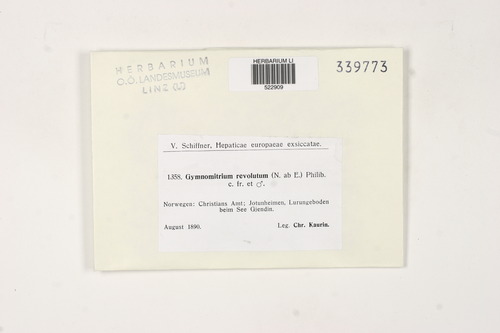 HERBARIUM
O.Ö. LANDESMUSEUM
LINZ
HERBARIUM LI
522909
339773
V. Schiffner, Hepaticae europaeae exsiccatae.
1358. Gymnomitrium revolutum (N. ab E.) Philib.
c. fr. et ♂.
Norwegen: Christians Amt; Jotunheimen, Lurungeboden
beim See Gjendin.
August 1890.
Leg. Chr. Kaurin.